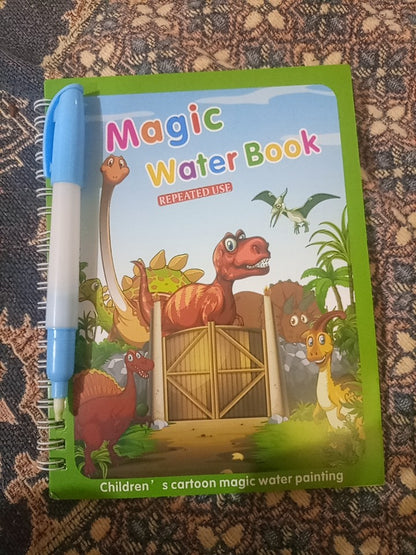 Magic
Water Book
REPEATED USE
Children's cartoon magic water painting